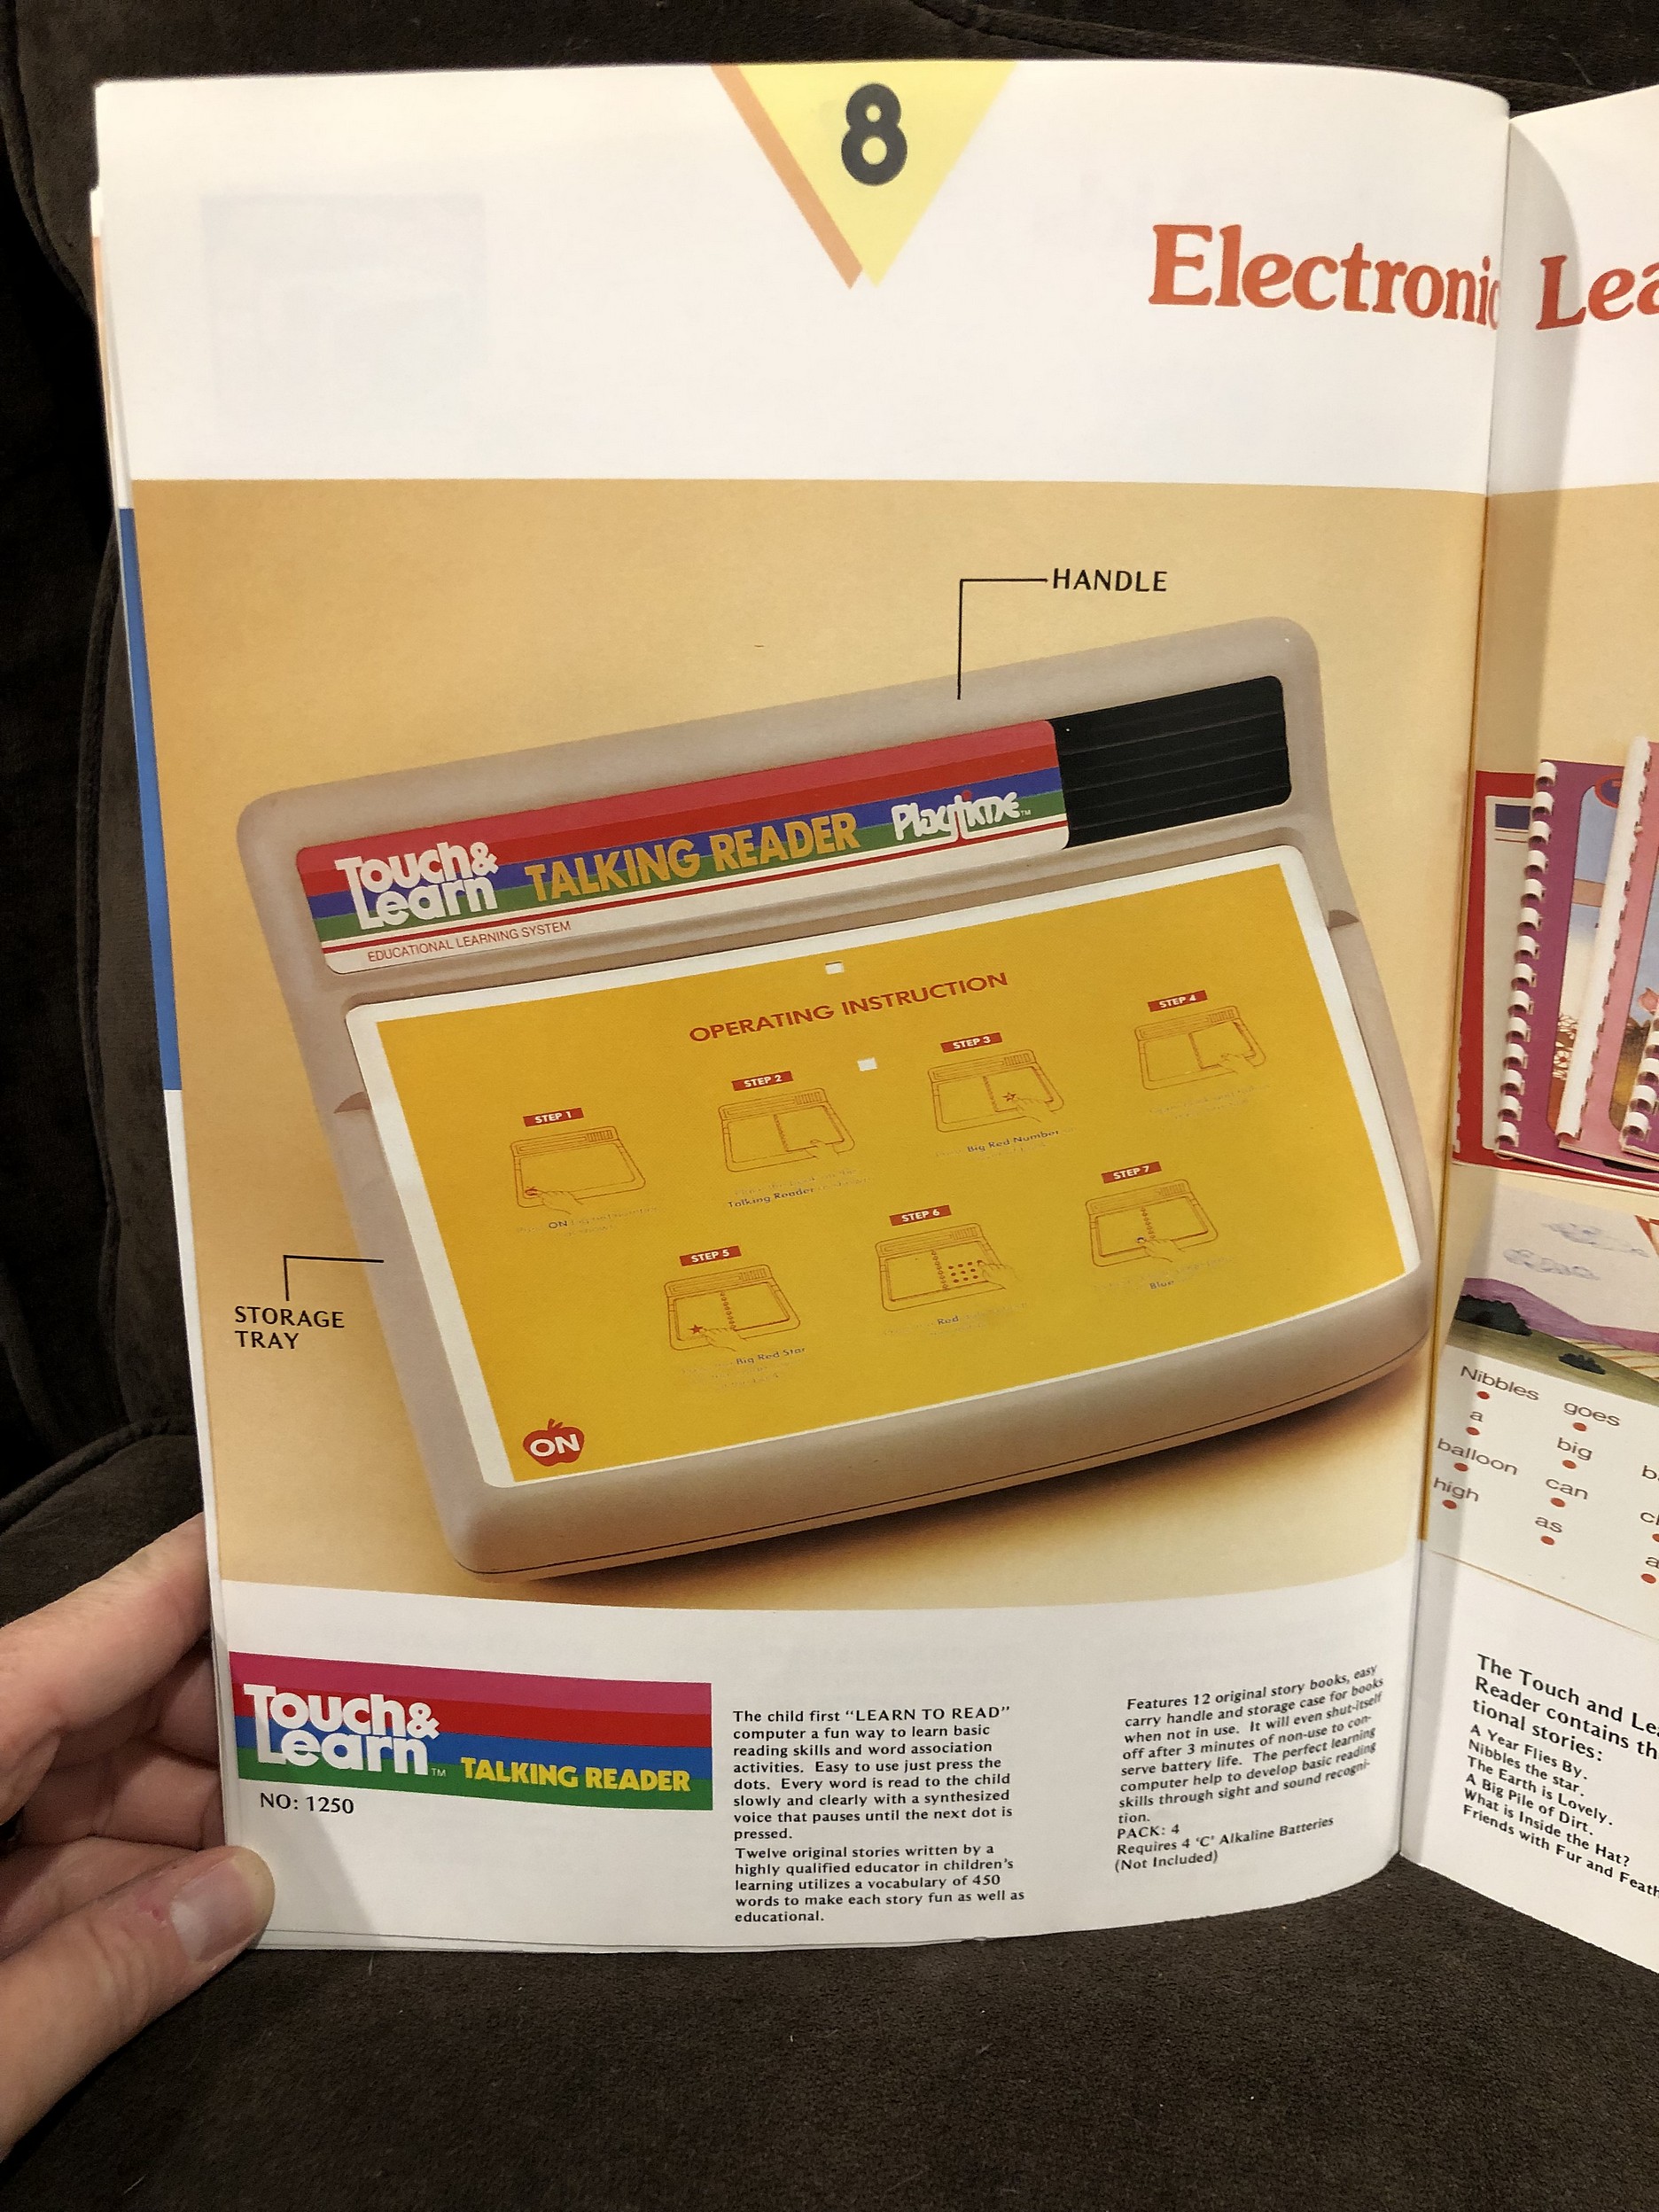 8
Electronic Lea
HANDLE
Touch&
Learn TALKING READER Playtime™
EDUCATIONAL LEARNING SYSTEM
OPERATING INSTRUCTION
STEP 1
STEP 2
STEP 3
STEP 4
ON
Talking Reader
Big Red Number
STEP 5
STEP 6
STEP 7
Big Red Star
Red
Blue
ON
STORAGE
TRAY
Nibbles goes
a big
balloon can
high as
Touch&
Learn™ TALKING READER
NO: 1250
The child first “LEARN TO READ”
computer a fun way to learn basic
reading skills and word association
activities. Easy to use just press the
dots. Every word is read to the child
slowly and clearly with a synthesized
voice that pauses until the next dot is
pressed.
Twelve original stories written by a
highly qualified educator in children's
learning utilizes a vocabulary of 450
words to make each story fun as well as
educational.
Features 12 original story books, easy
carry handle and storage case for books
when not in use. It will even shut-itself
off after 3 minutes of non-use to con-
serve battery life. The perfect learning
computer help to develop basic reading
skills through sight and sound recogni-
tion.
PACK: 4
Requires 4 'C' Alkaline Batteries
(Not Included)
The Touch and Lea
Reader contains th
tional stories:
A Year Flies By.
Nibbles the star.
The Earth is Lovely.
A Big Pile of Dirt.
What is Inside the Hat?
Friends with Fur and Feath